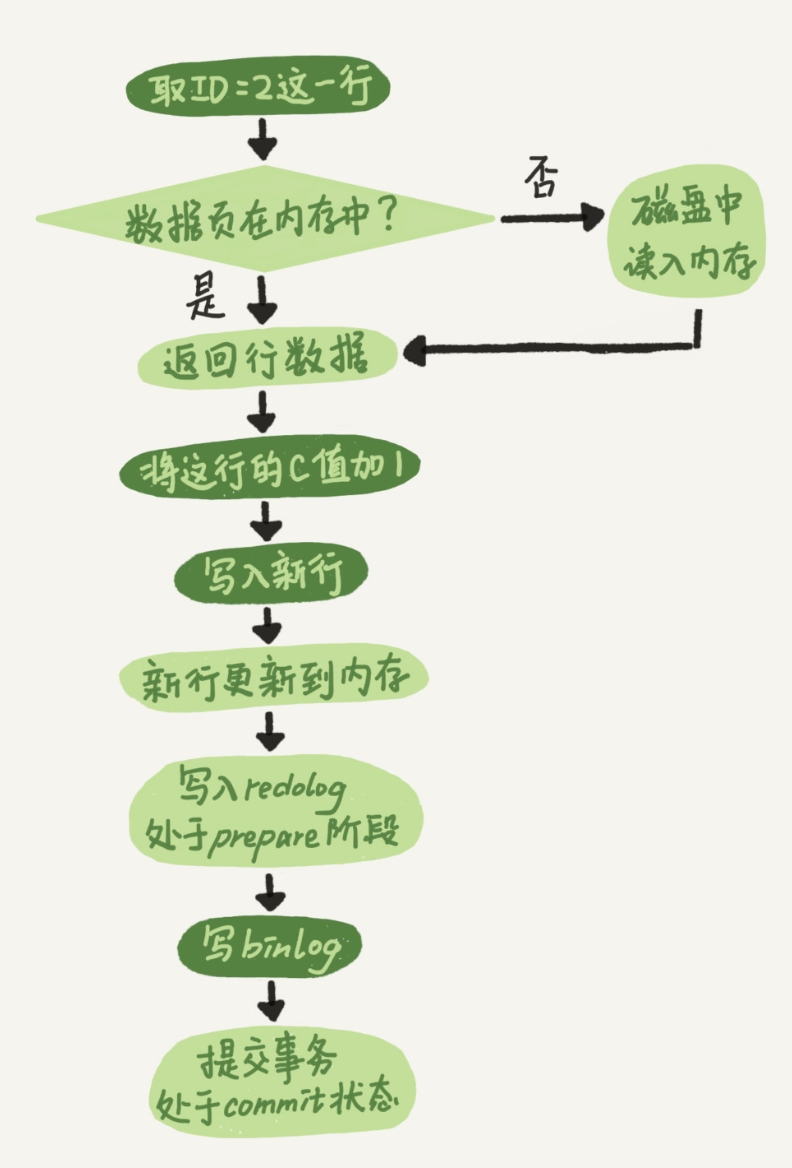 取ID=2这一行
数据页在内存中？
否
磁盘中
读入内存
是
返回行数据
将这行的C值加1
写入新行
新行更新到内存
写入redolog
处于prepare阶段
写binlog
提交事务
处于commit状态